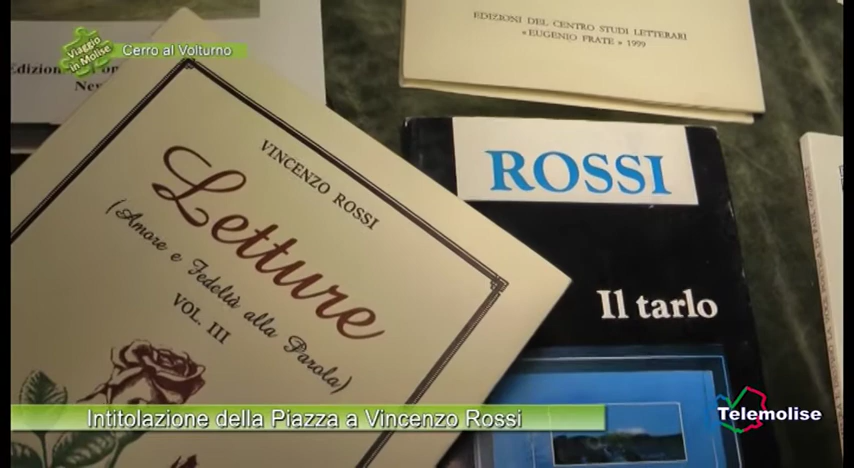 Viaggio
in Molise
Cerro al Volturno
EDIZIONI DEL CENTRO STUDI LETTERARI
«EUGENIO FRATE» 1999
VINCENZO ROSSI
Letture
(Amore e Fedeltà alla Parola)
VOL. III
ROSSI
Il tarlo
Intitolazione della Piazza a Vincenzo Rossi
Telemolise